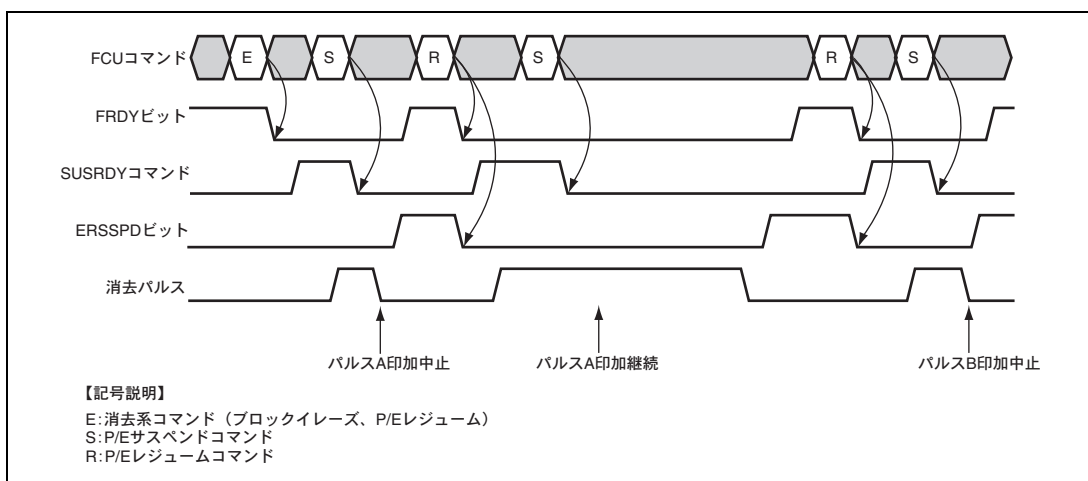 FCUコマンド E S R S R S
FRDYビット
SUSRDYコマンド
ERSSPDビット
消去パルス
パルスA印加中止 パルスA印加継続 パルスB印加中止
【記号説明】
E:消去系コマンド（ブロックイレーズ、P/Eレジューム）
S:P/Eサスペンドコマンド
R:P/Eレジュームコマンド